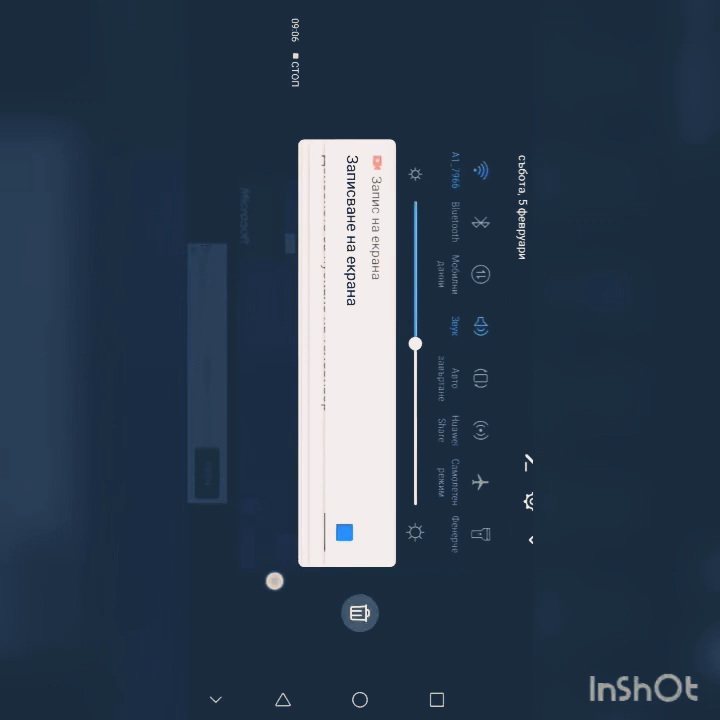 събота, 5 февруари
A1_7966
Bluetooth
Мобилни
данни
Звук
Авто
завъртане
Huawei
Share
Самолетен
режим
Фенерче
Запис на екрана
Записване на екрана
09:06
СТОП
Microsoft
InShOt